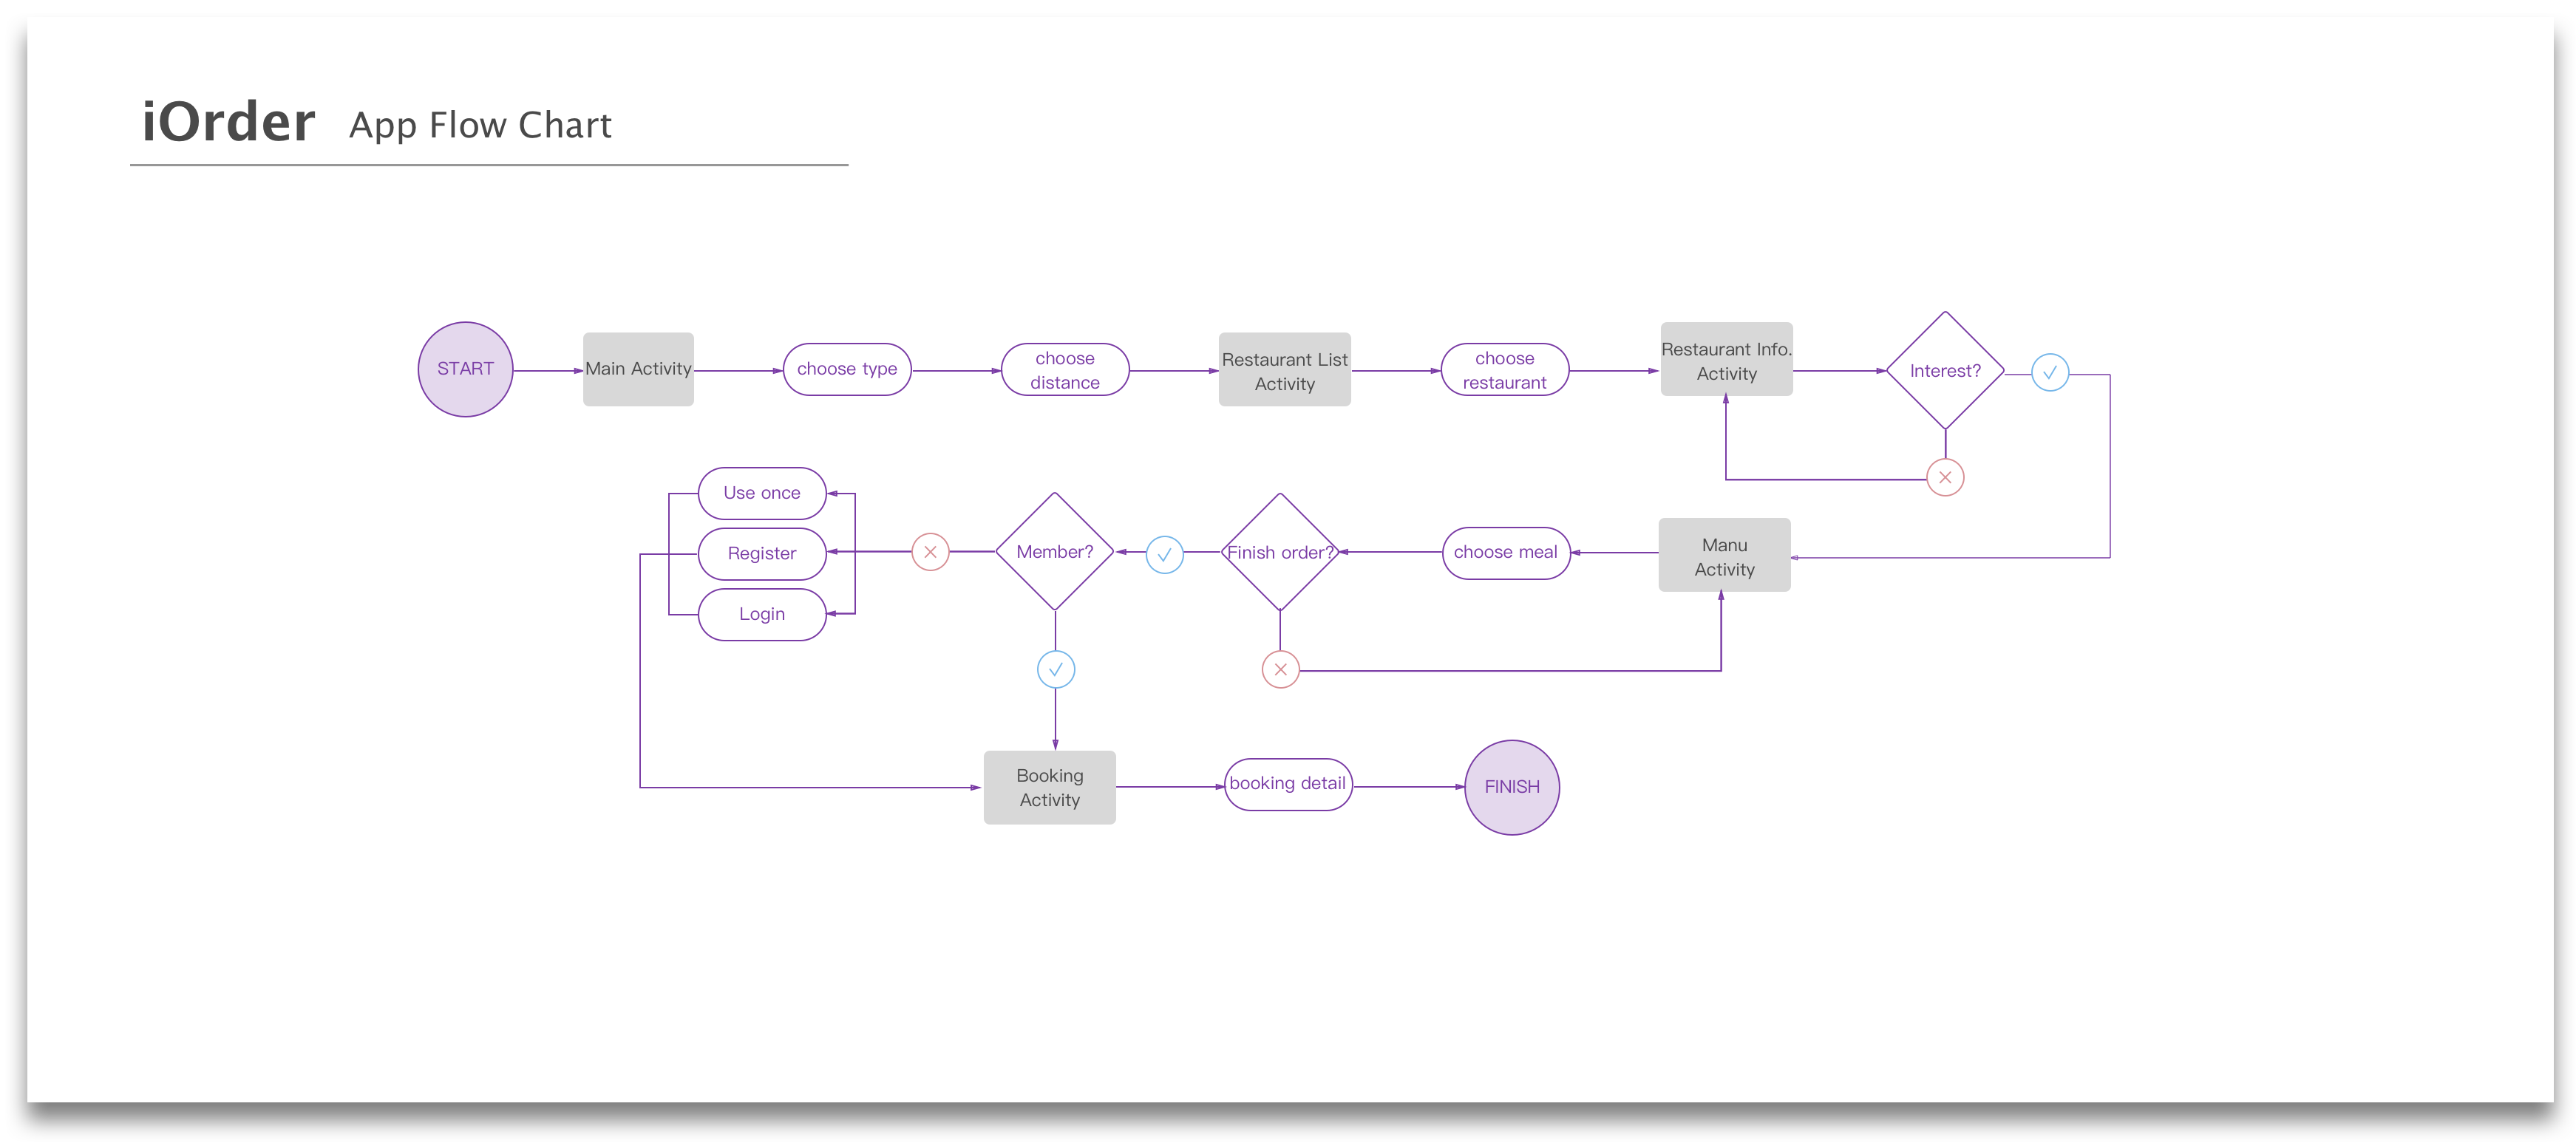 iOrder App Flow Chart
START
Main Activity
choose type
choose
distance
Restaurant List
Activity
choose
restaurant
Restaurant Info.
Activity
Interest?
Use once
Register
Login
Member?
Finish order?
choose meal
Manu
Activity
Booking
Activity
booking detail
FINISH